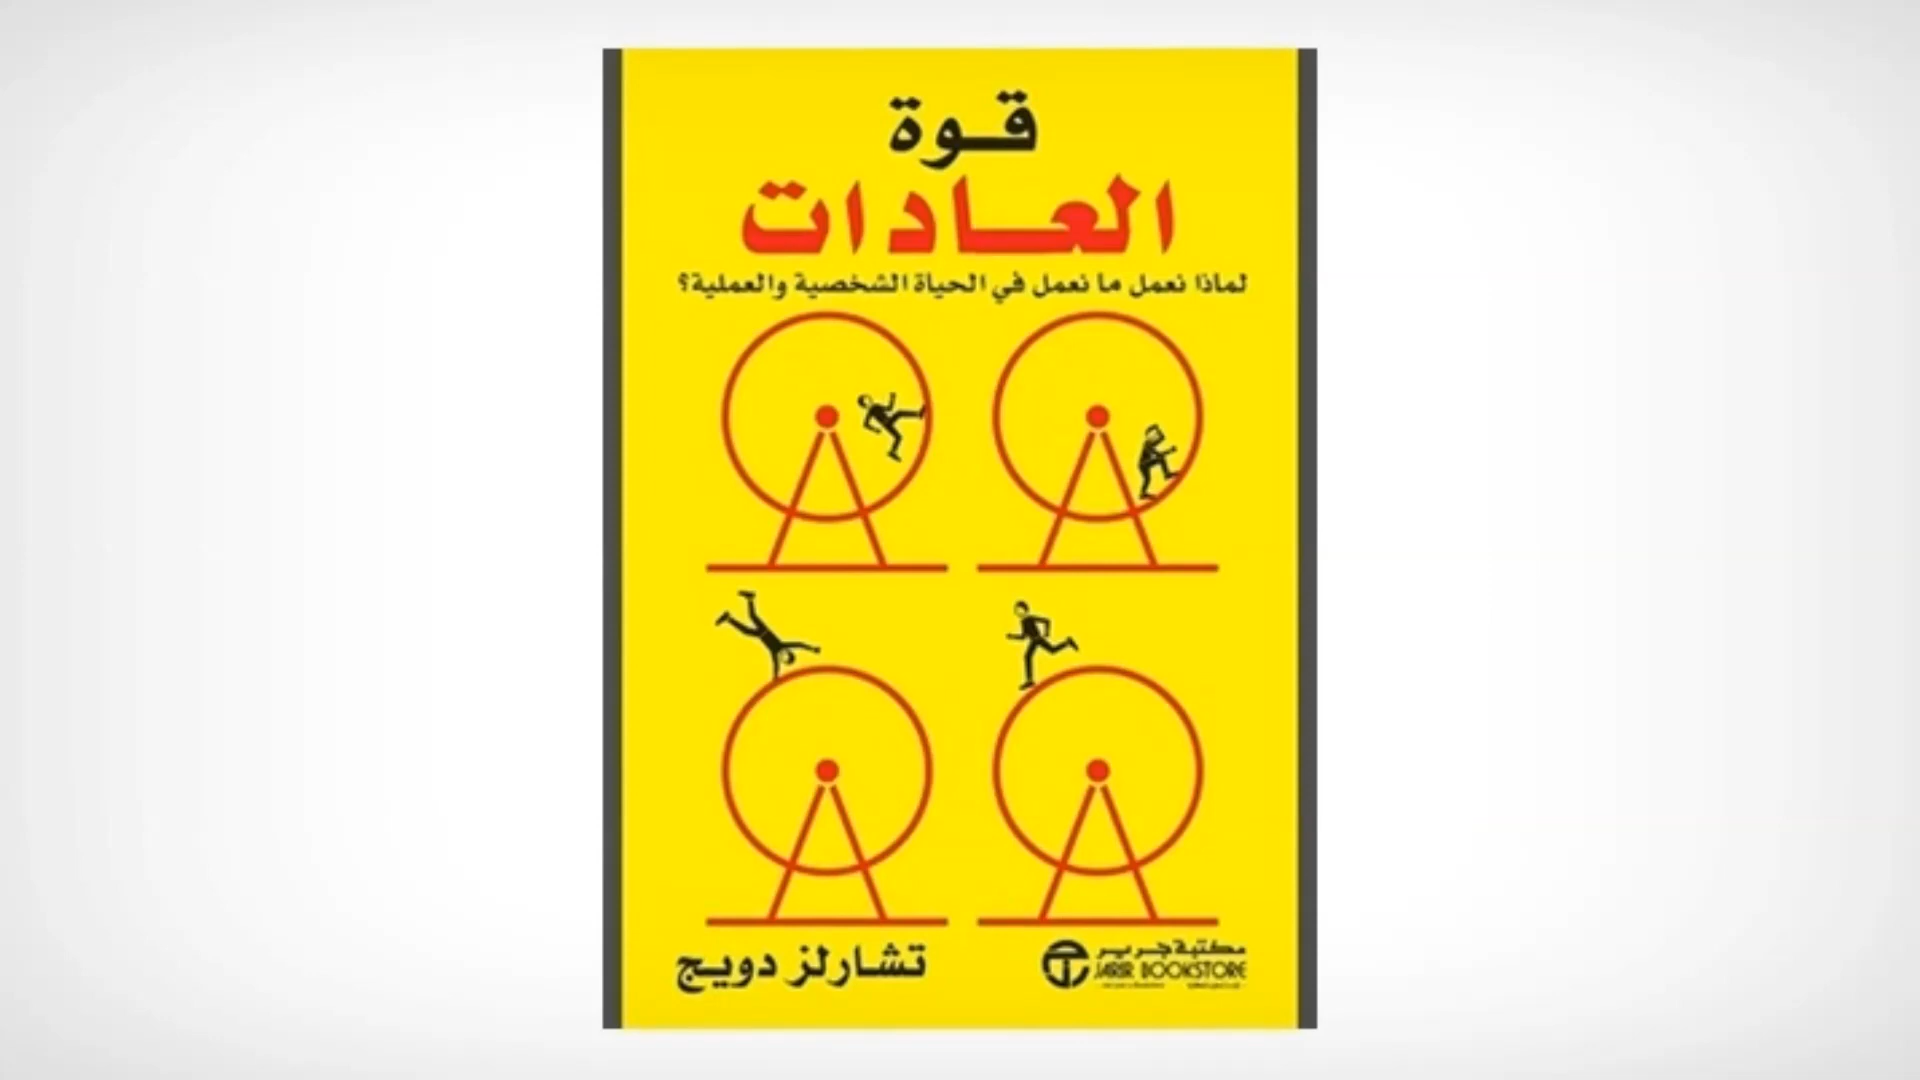 قوة
العادات
لماذا نعمل ما نعمل في الحياة الشخصية والعملية؟
تشارلز دويج
مكتبة جرير
JARIR BOOKSTORE